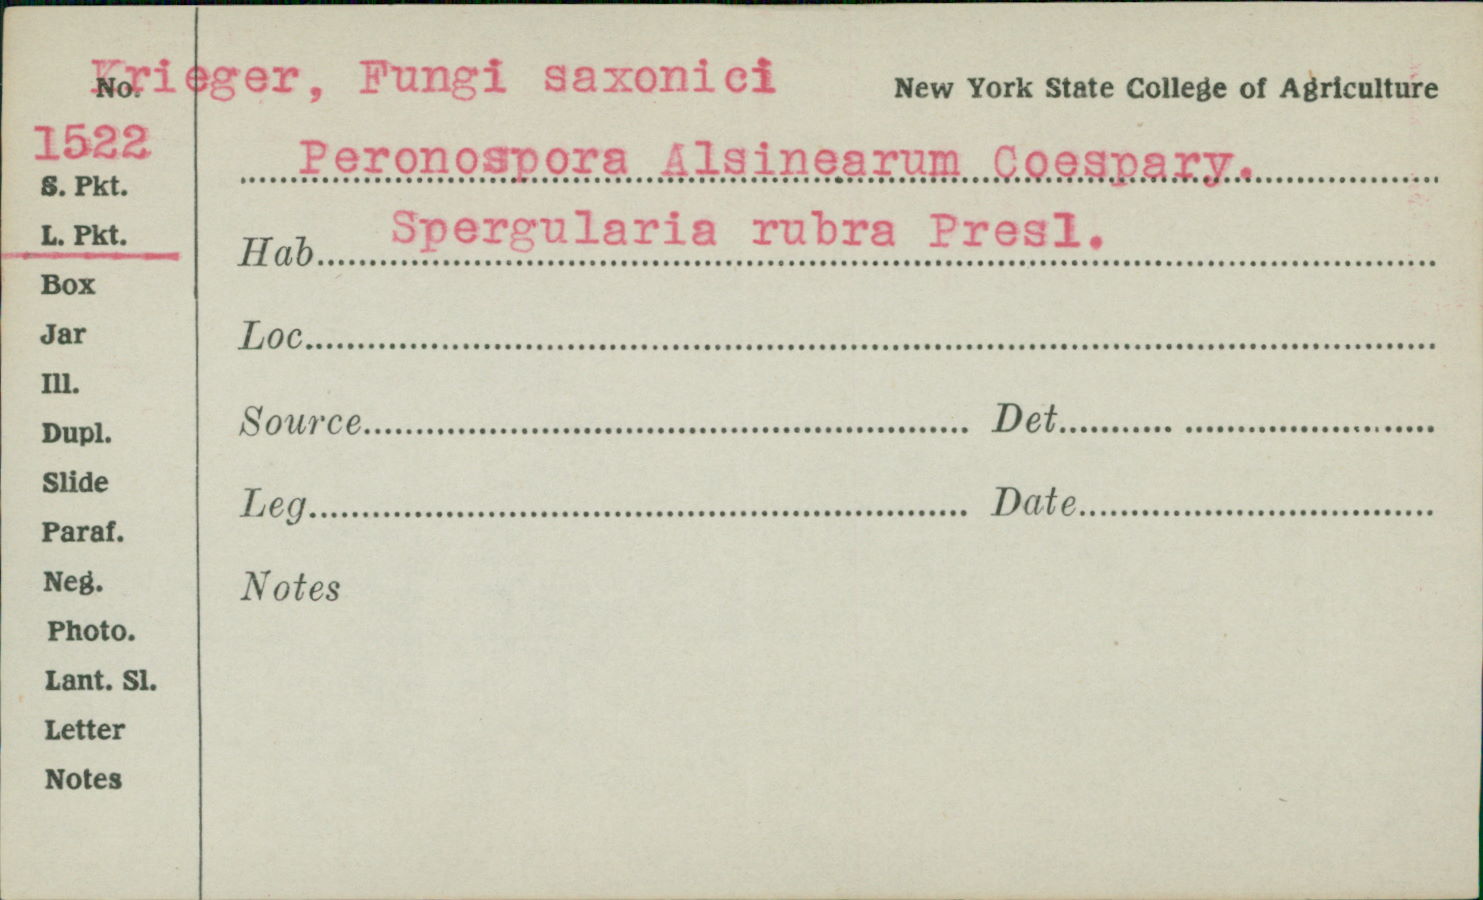 Krieger, Fungi saxonici
No.
New York State College of Agriculture
1522
Peronospora Alsinearum Coespary.
S. Pkt.
L. Pkt.
Hab. Spergularia rubra Presl.
Box
Jar
Loc.
Ill.
Dupl.
Source
Det.
Slide
Leg.
Date
Paraf.
Neg.
Notes
Photo.
Lant. Sl.
Letter
Notes